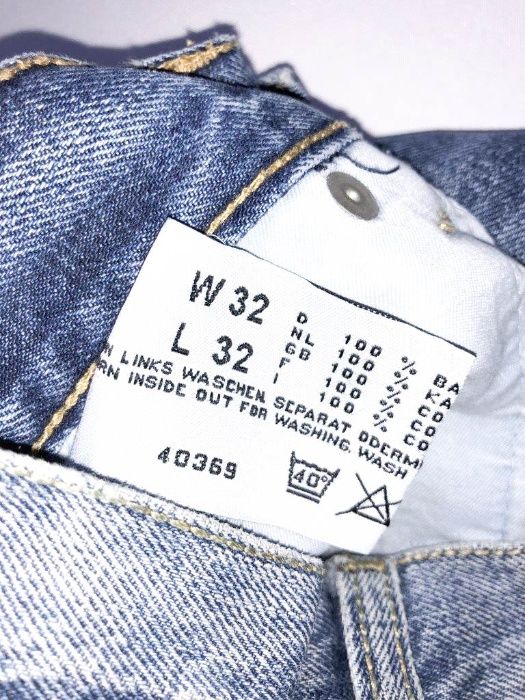 W 32
L 32
D 100 % BA
NL 100 % KA
GB 100 % CO
F 100 % CO
I 100 % CO
LINKS WASCHEN SEPARAT ODER M
RN INSIDE OUT FOR WASHING. WASH
40369
40°